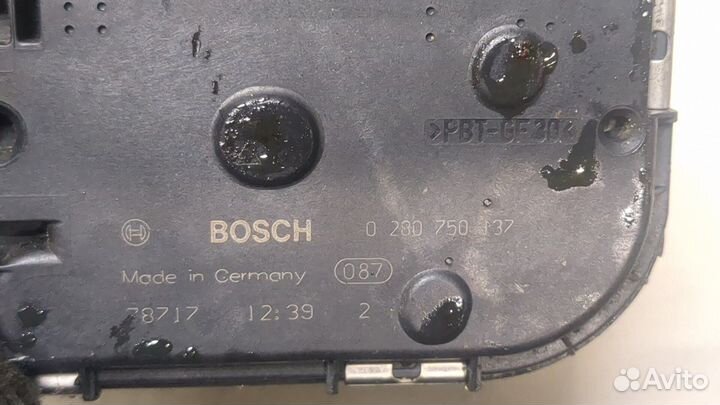 >PBT-GF30<
BOSCH 0 280 750 137
Made in Germany 087
78717 12:39 2
Avito